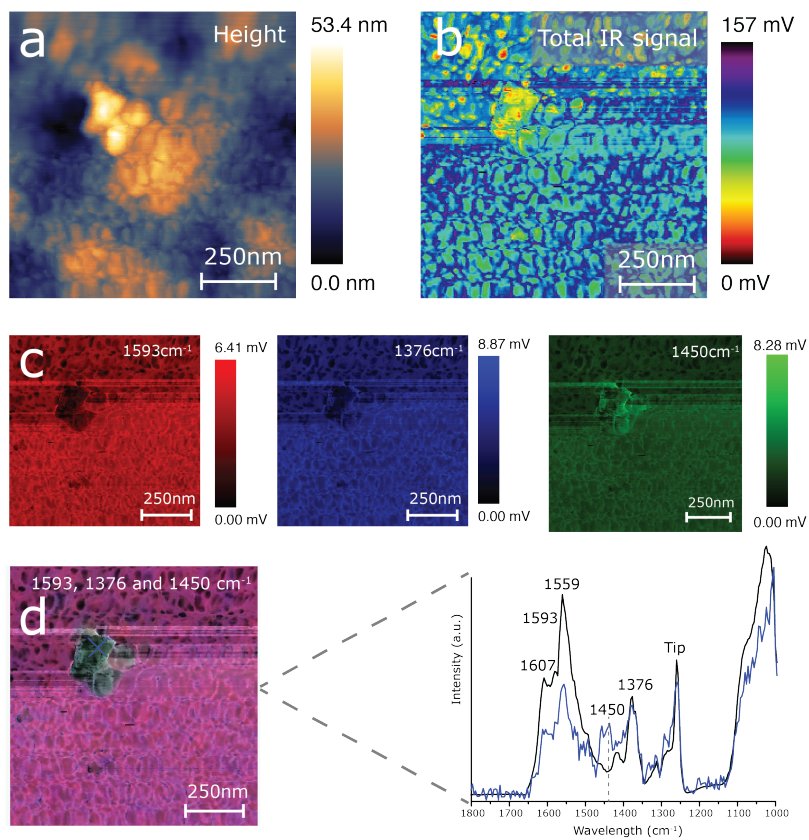 a
Height
53.4 nm
250nm
0.0 nm
b
Total IR signal
157 mV
250nm
0 mV
c
1593cm-1
6.41 mV
250nm
0.00 mV
1376cm-1
8.87 mV
250nm
0.00 mV
1450cm-1
8.28 mV
250nm
0.00 mV
d
1593, 1376 and 1450 cm-1
250nm
Intensity (a.u.)
1559
1593
1607
1450
1376
Tip
1800 1700 1600 1500 1400 1300 1200 1100 1000
Wavelength (cm-1)